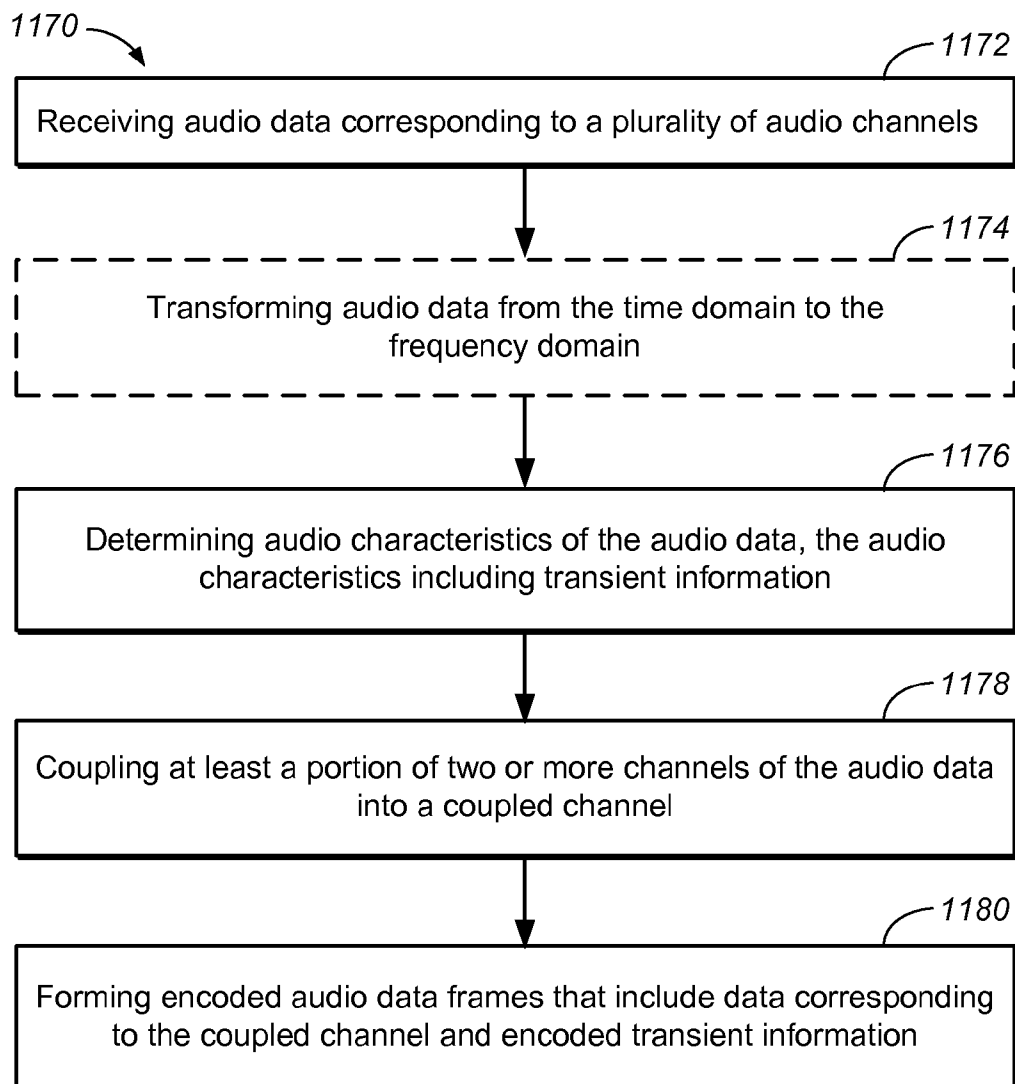 1170
1172
Receiving audio data corresponding to a plurality of audio channels
1174
Transforming audio data from the time domain to the
frequency domain
1176
Determining audio characteristics of the audio data, the audio
characteristics including transient information
1178
Coupling at least a portion of two or more channels of the audio data
into a coupled channel
1180
Forming encoded audio data frames that include data corresponding
to the coupled channel and encoded transient information